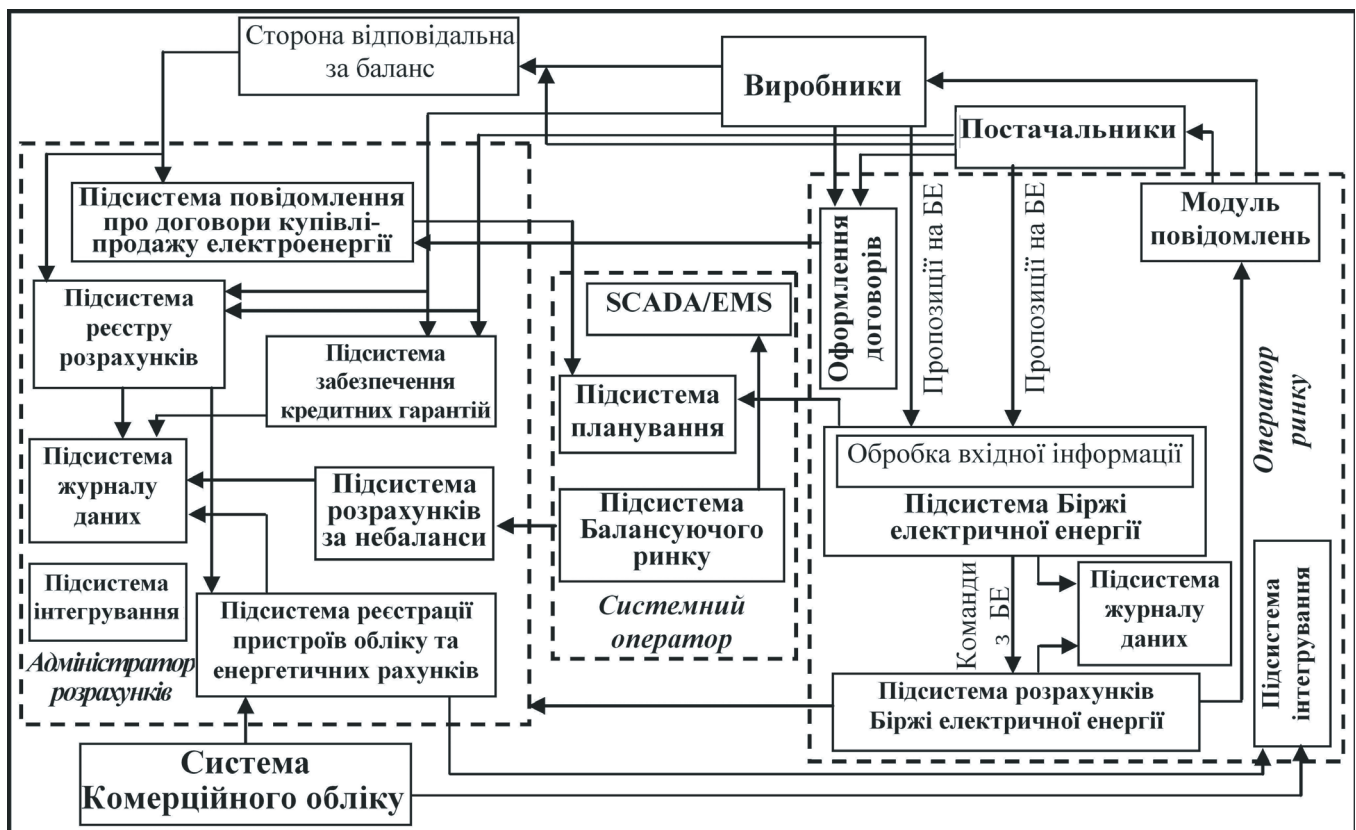 Сторона відповідальна
за баланс
Виробники
Постачальники
Підсистема повідомлення
про договори купівлі-
продажу електроенергії
Оформлення
договорів
Пропозиції на БЕ
Пропозиції на БЕ
Модуль
повідомлень
Підсистема
реєстру
розрахунків
SCADA/EMS
Підсистема
забезпечення
кредитних гарантій
Підсистема
планування
Оператор
ринку
Обробка вхідної інформації
Підсистема Біржі
електричної енергії
Підсистема
журналу
даних
Підсистема
розрахунків
за небаланси
Підсистема
Балансуючого
ринку
Підсистема
інтегрування
Підсистема реєстрації
пристроїв обліку та
енергетичних рахунків
Системний
оператор
Команди
з БЕ
Підсистема
журналу
даних
Підсистема
інтегрування
Адміністратор
розрахунків
Підсистема розрахунків
Біржі електричної енергії
Система
Комерційного обліку